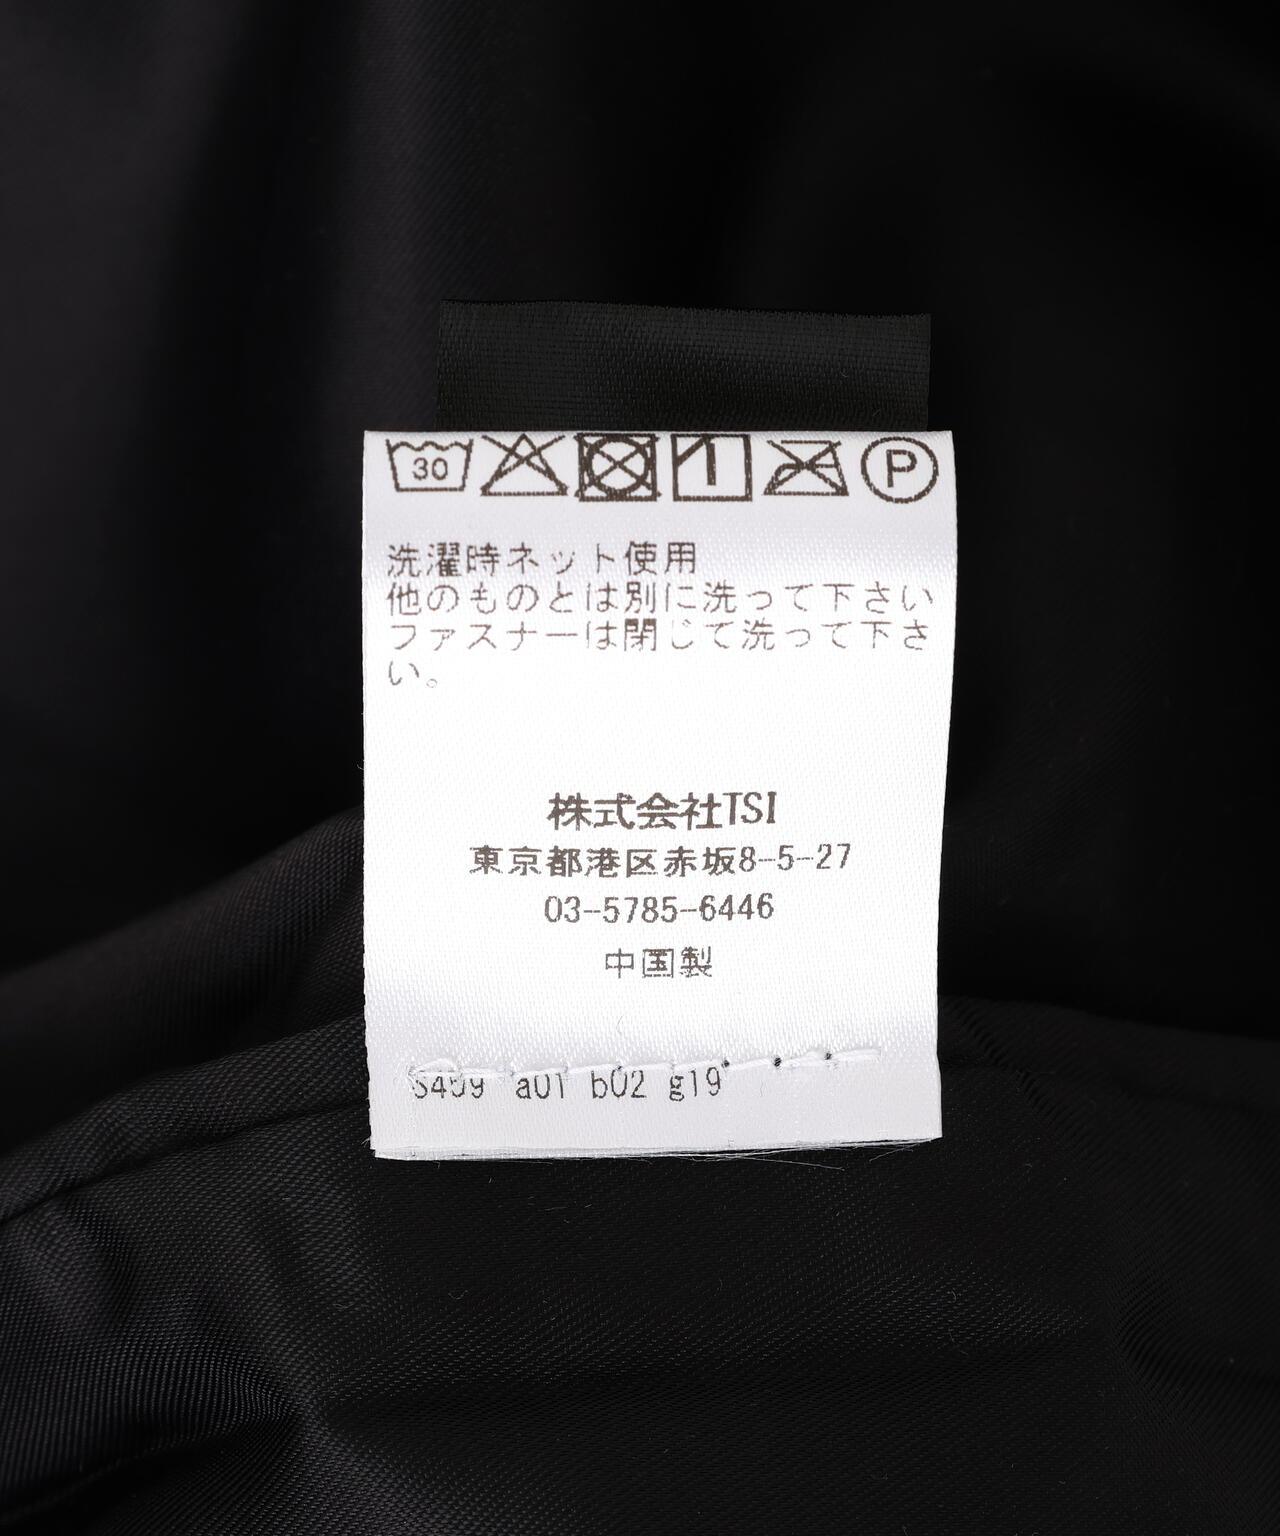 30 P
洗濯時ネット使用
他のものとは別に洗って下さい
ファスナーは閉じて洗って下さ
い。
株式会社TSI
東京都港区赤坂8-5-27
03-5785-6446
中国製
S459 a01 b02 g19